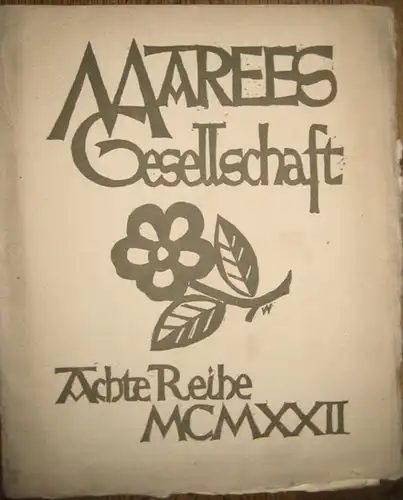 MAREES
Gesellschaft
W
Achte Reihe
MCMXXII